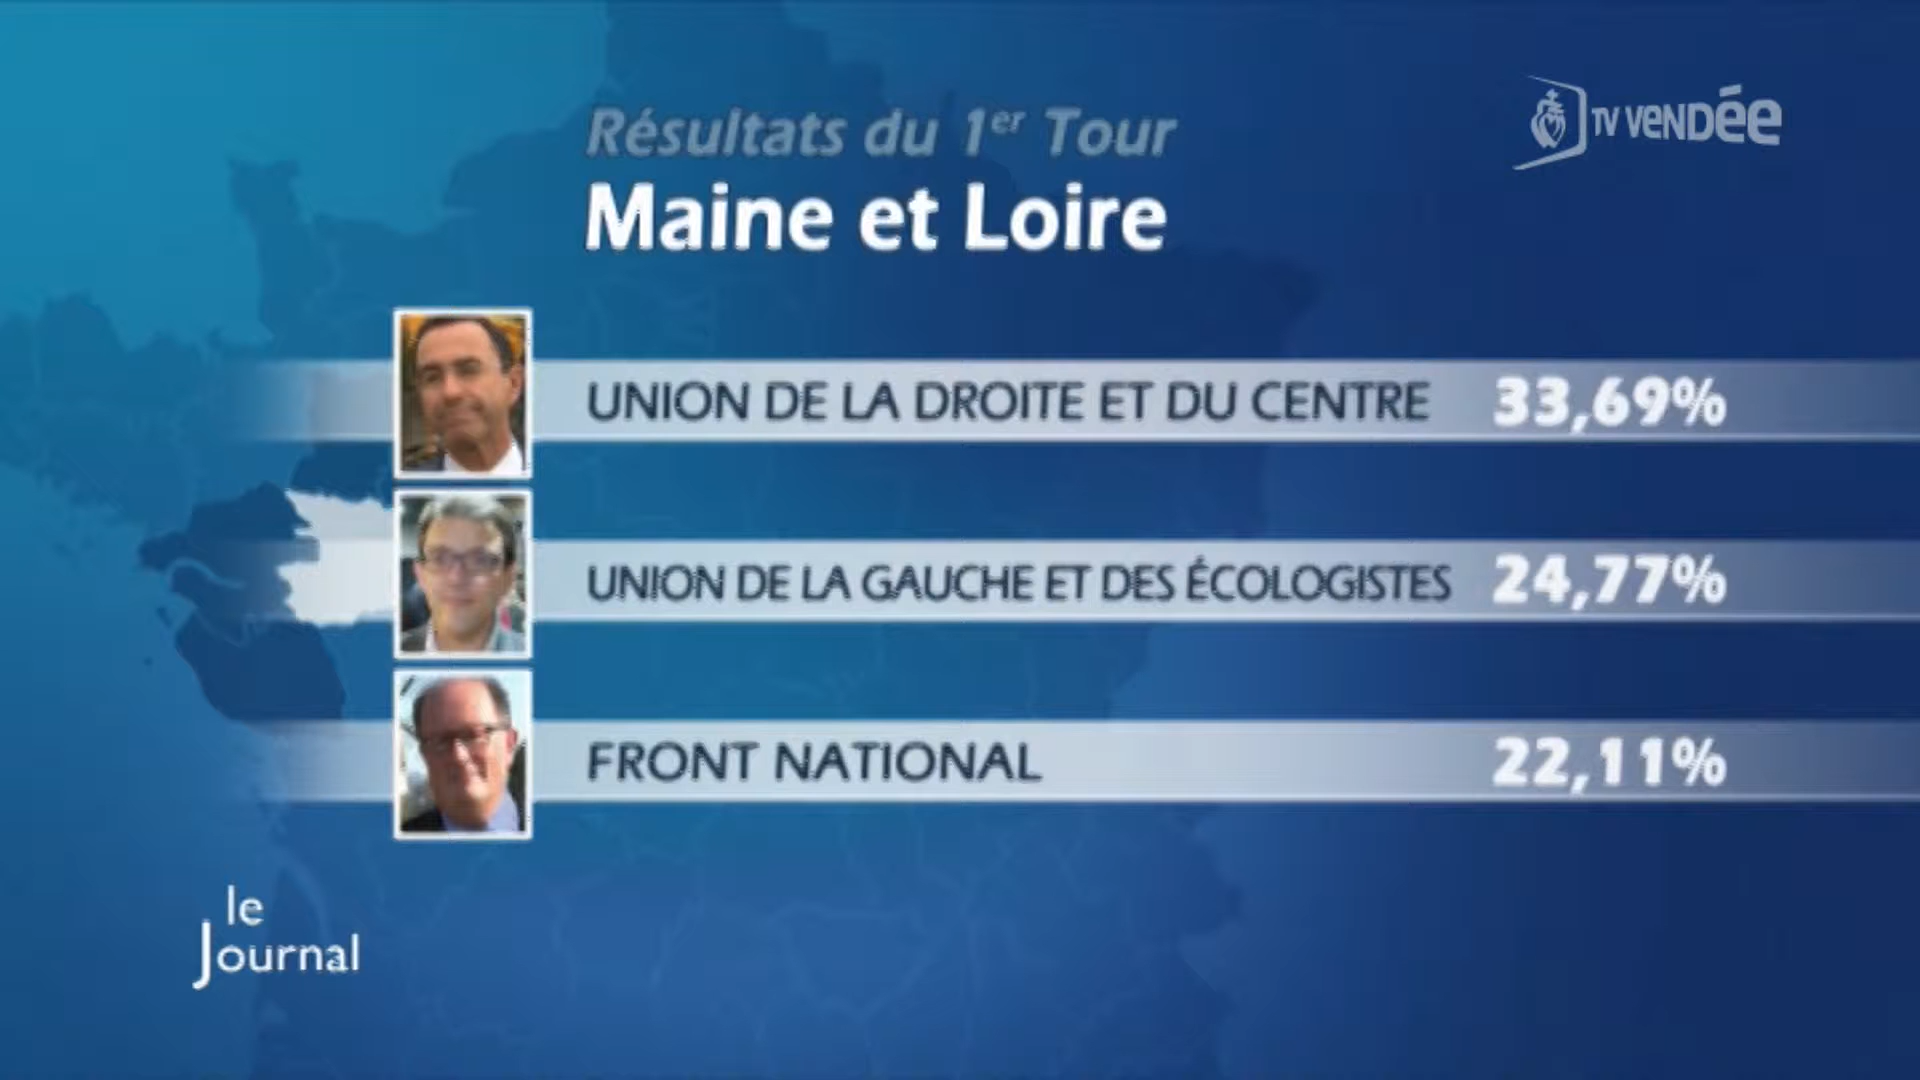 Résultats du 1er Tour
TV VENDÉE
Maine et Loire
UNION DE LA DROITE ET DU CENTRE 33,69%
UNION DE LA GAUCHE ET DES ÉCOLOGISTES 24,77%
FRONT NATIONAL 22,11%
le
Journal